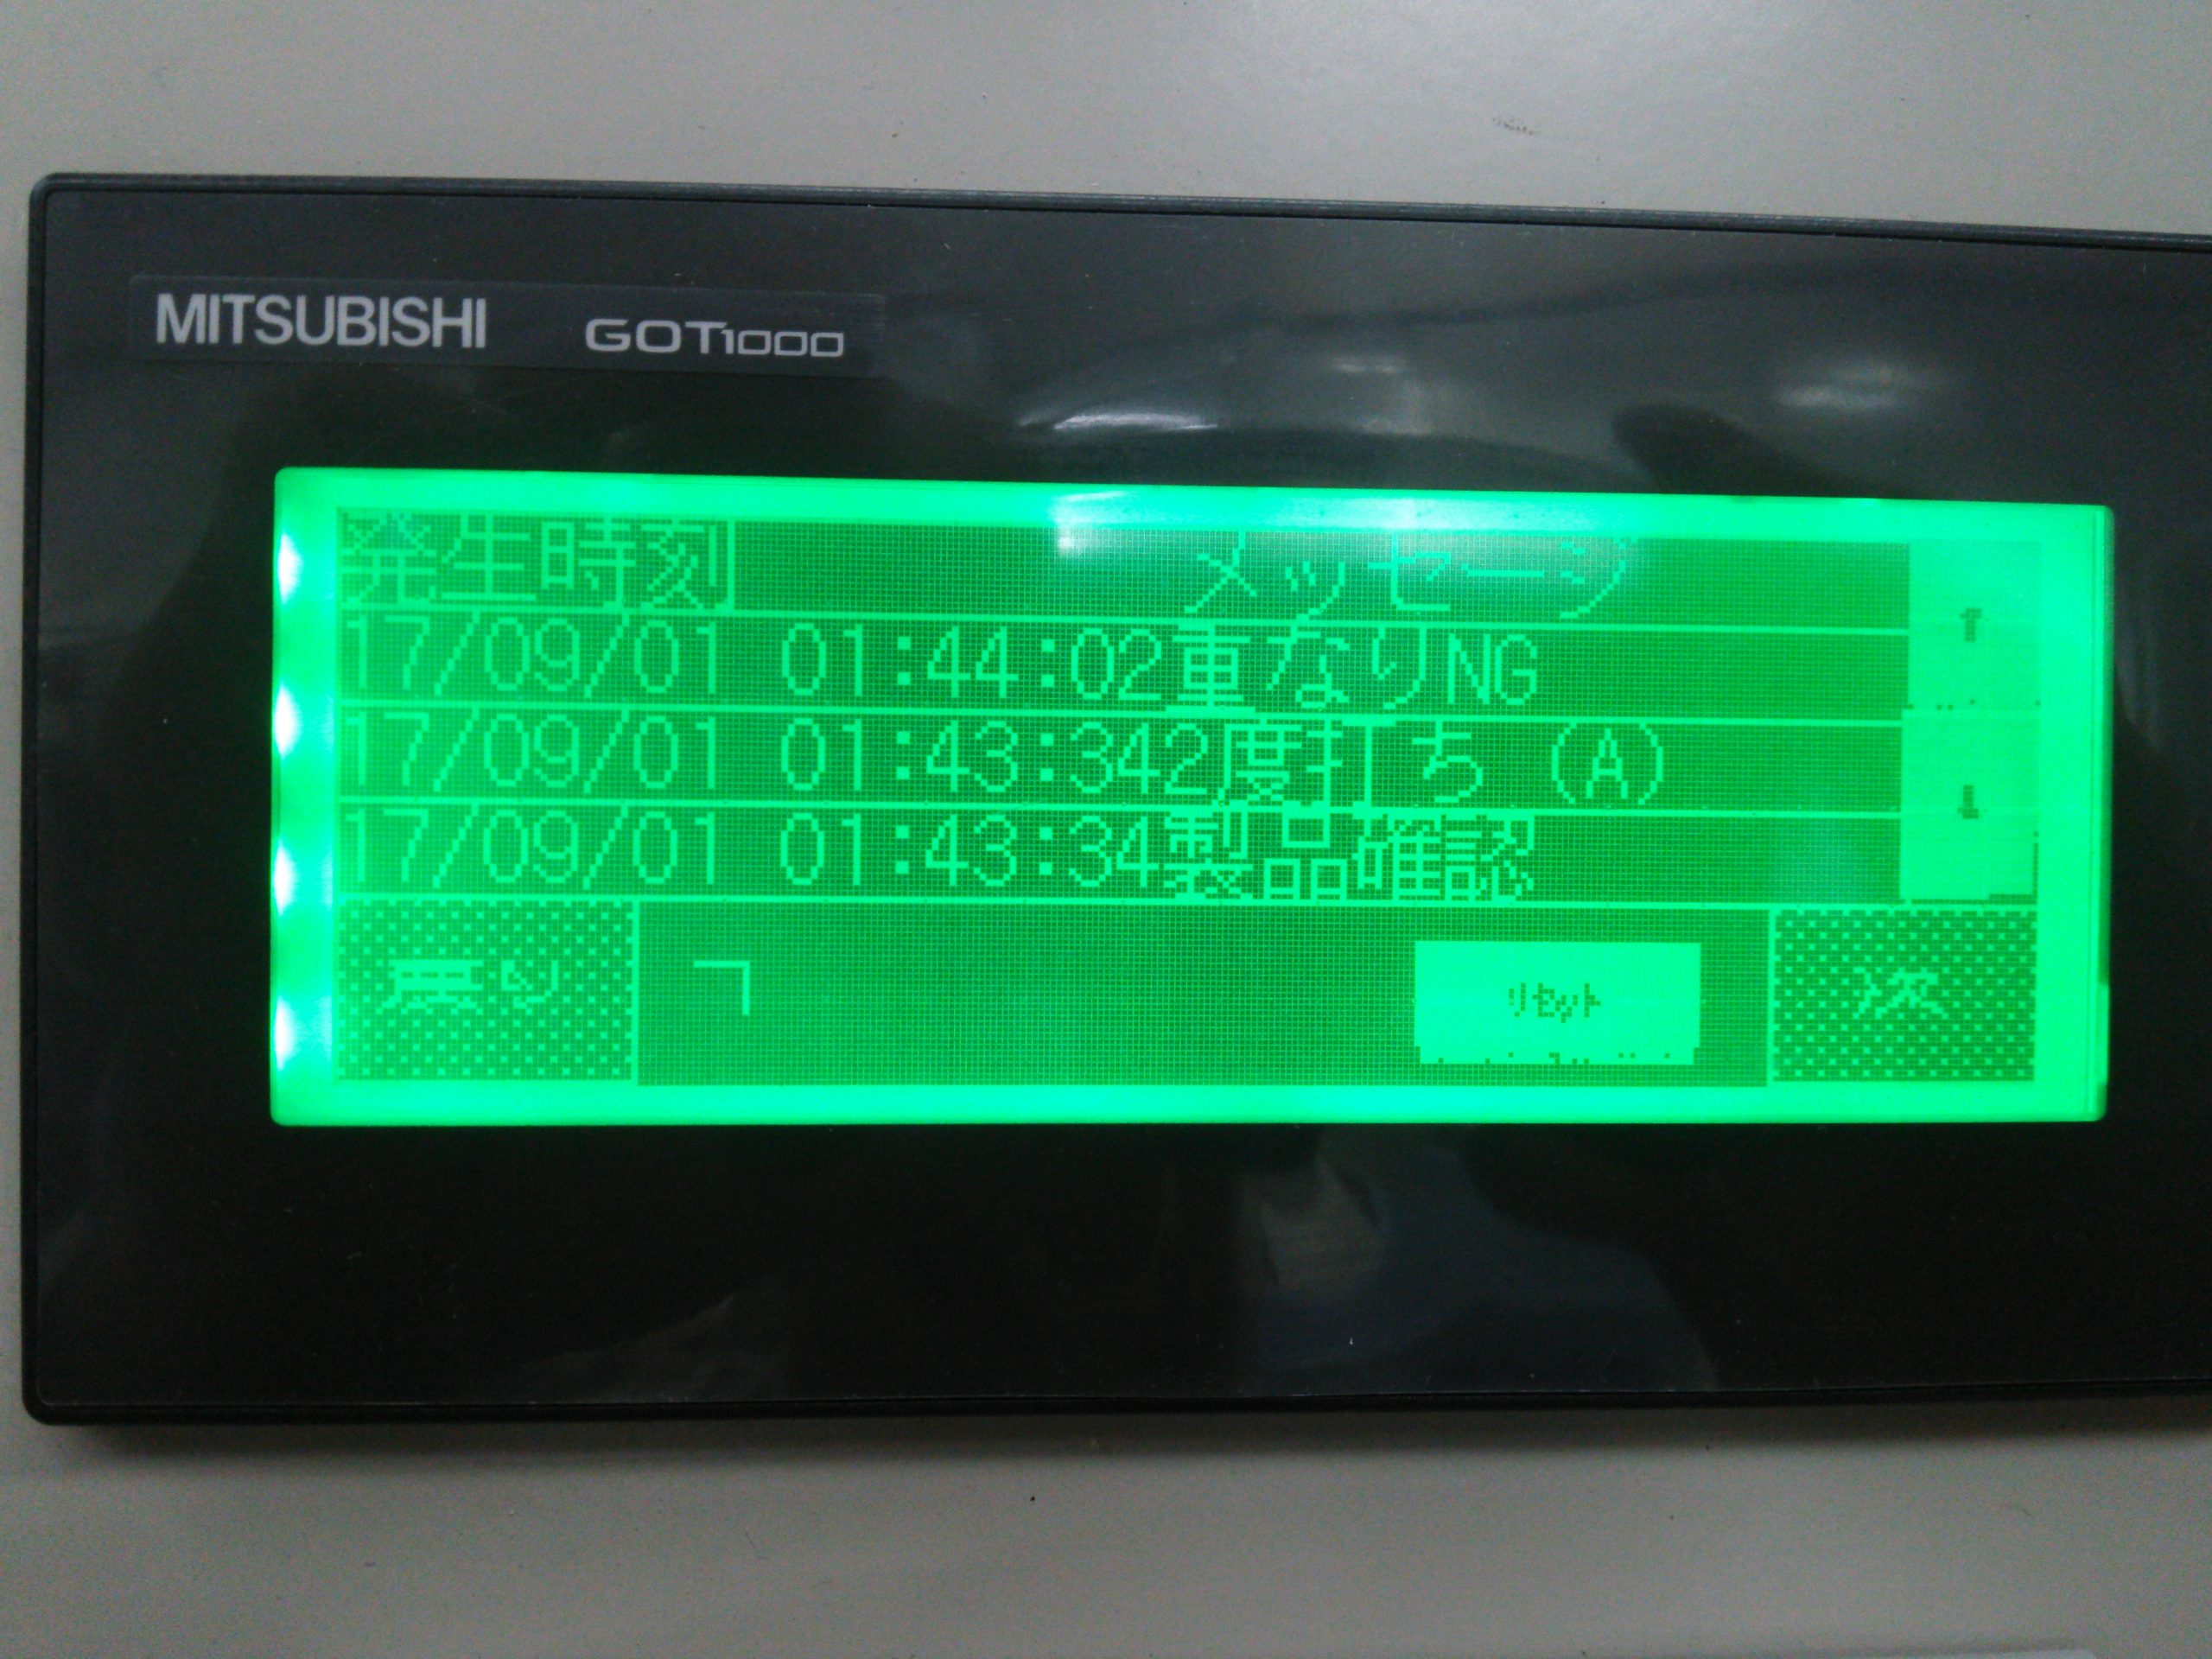 MITSUBISHI GOT1000
発生時刻 メッセージ
17/09/01 01:44:02重なりNG
17/09/01 01:43:342度打ち (A)
17/09/01 01:43:34製品確認
↑
↓
戻り リセット 次